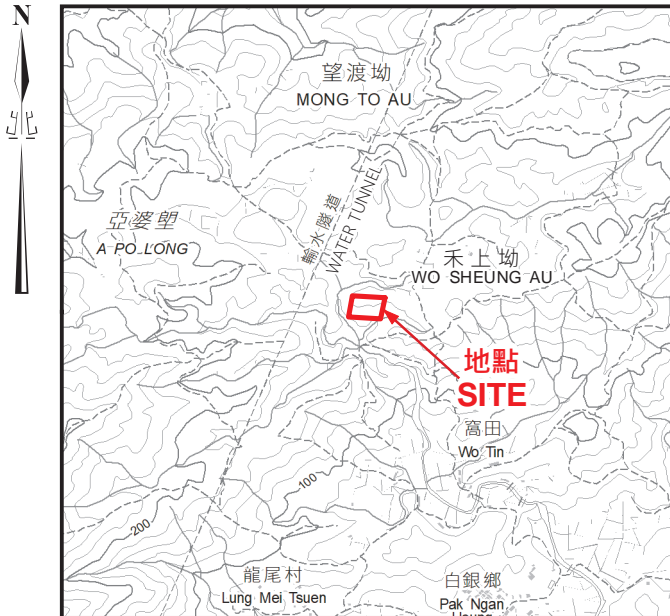 N
望渡坳
MONG TO AU
輸水隧道
WATER TUNNEL
亞婆塱
A PO LONG
禾上坳
WO SHEUNG AU
地點
SITE
窩田
Wo Tin
100
200
龍尾村
Lung Mei Tsuen
白銀鄉
Pak Ngan
Heung